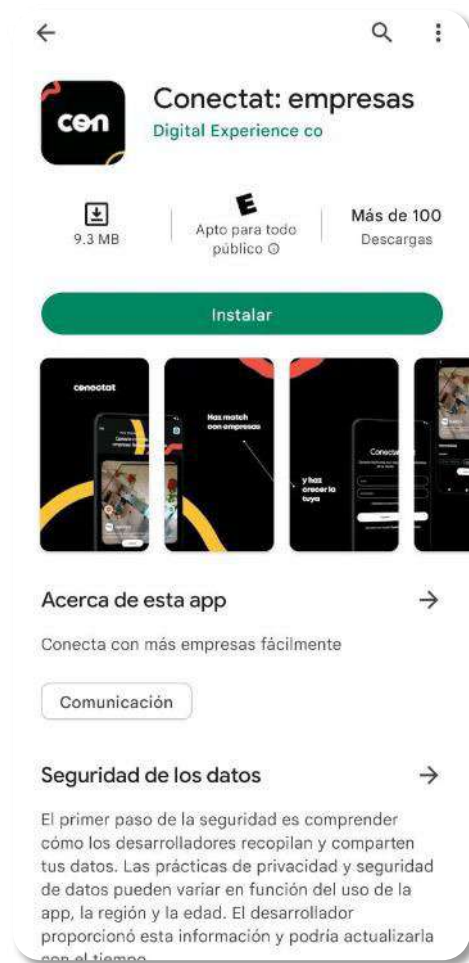 con
Conectat: empresas
Digital Experience co
9.3 MB
E
Apto para todo
público
Más de 100
Descargas
Instalar
conectat
Haz match
con empresas
y haz
crecer la
tuya
Acerca de esta app
Conecta con más empresas fácilmente
Comunicación
Seguridad de los datos
El primer paso de la seguridad es comprender
cómo los desarrolladores recopilan y comparten
tus datos. Las prácticas de privacidad y seguridad
de datos pueden variar en función del uso de la
app, la región y la edad. El desarrollador
proporcionó esta información y podría actualizarla
con el tiempo